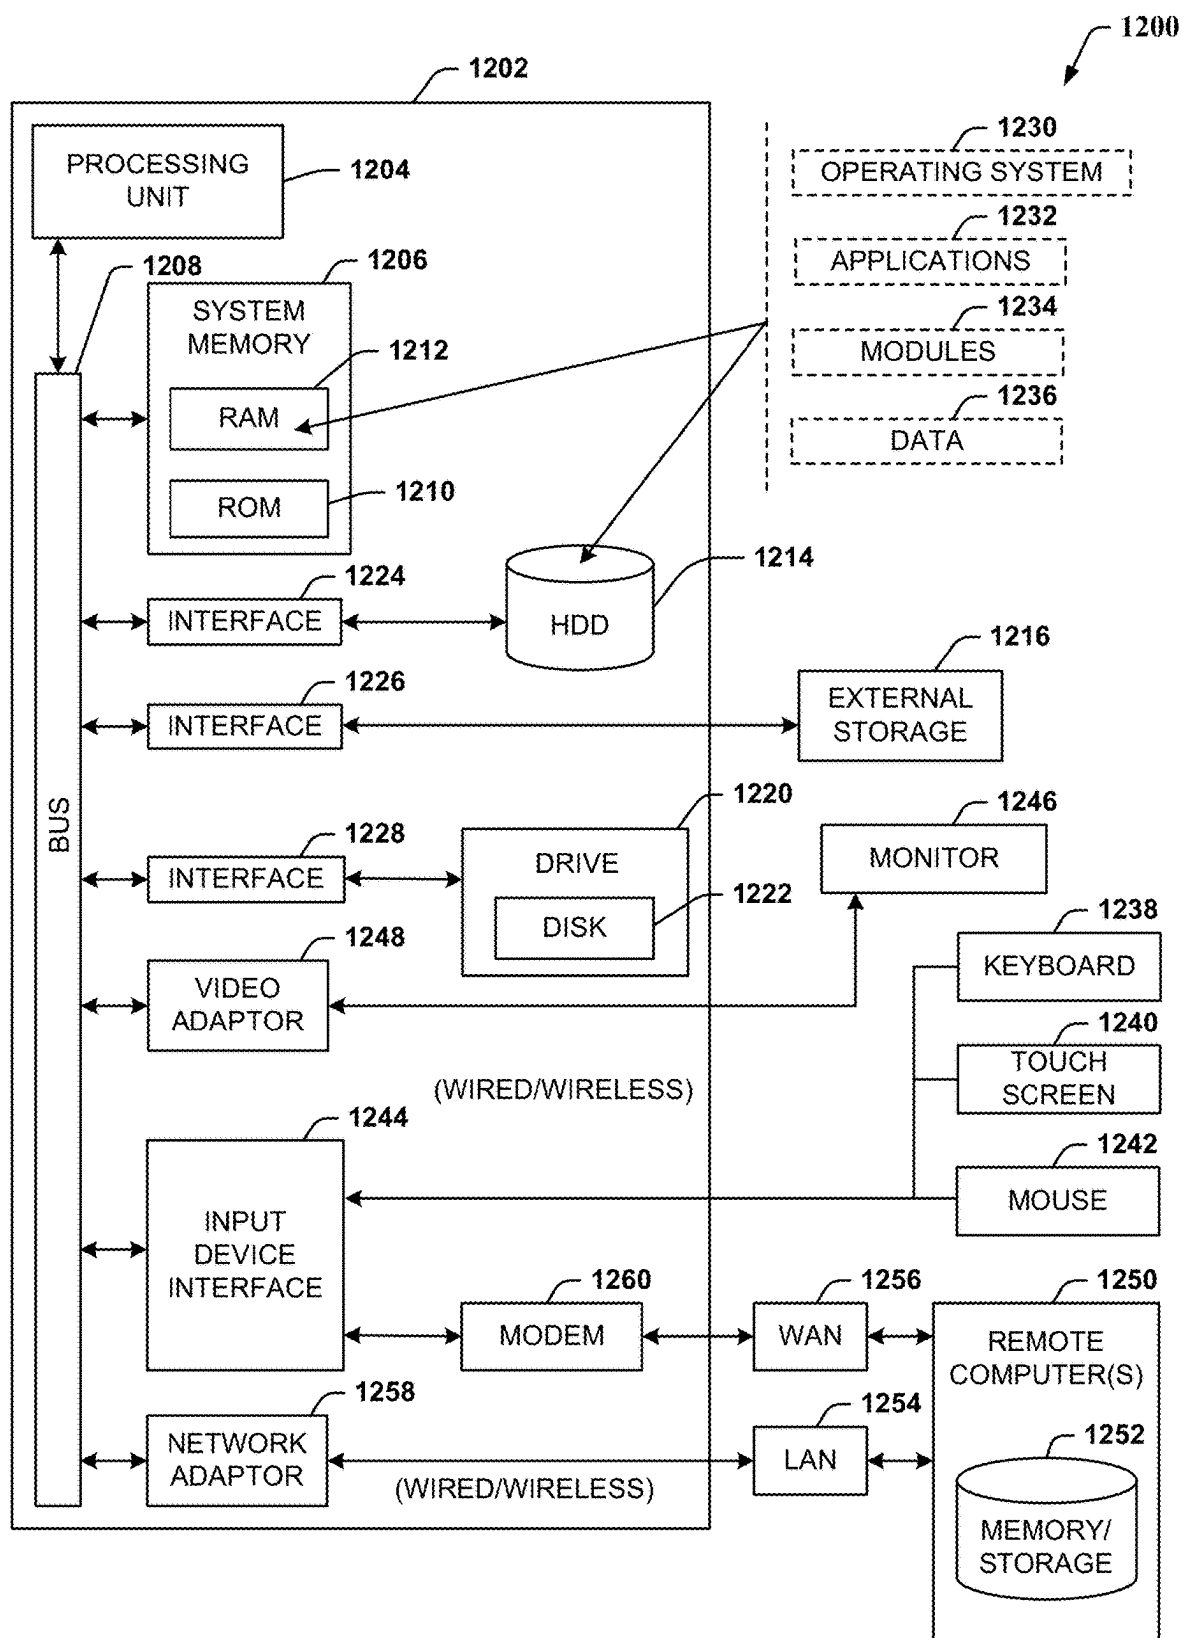 1200
1202
PROCESSING
UNIT
1204
1230
OPERATING SYSTEM
1232
APPLICATIONS
1234
MODULES
1236
DATA
1208
1206
SYSTEM
MEMORY
1212
RAM
1210
ROM
1214
HDD
1224
INTERFACE
1216
EXTERNAL
STORAGE
1226
INTERFACE
BUS
1220
DRIVE
1222
DISK
1228
INTERFACE
1246
MONITOR
1248
VIDEO
ADAPTOR
1238
KEYBOARD
1240
TOUCH
SCREEN
1242
MOUSE
(WIRED/WIRELESS)
1244
INPUT
DEVICE
INTERFACE
1260
MODEM
1256
WAN
1250
REMOTE
COMPUTER(S)
1258
NETWORK
ADAPTOR
(WIRED/WIRELESS)
1254
LAN
1252
MEMORY/
STORAGE